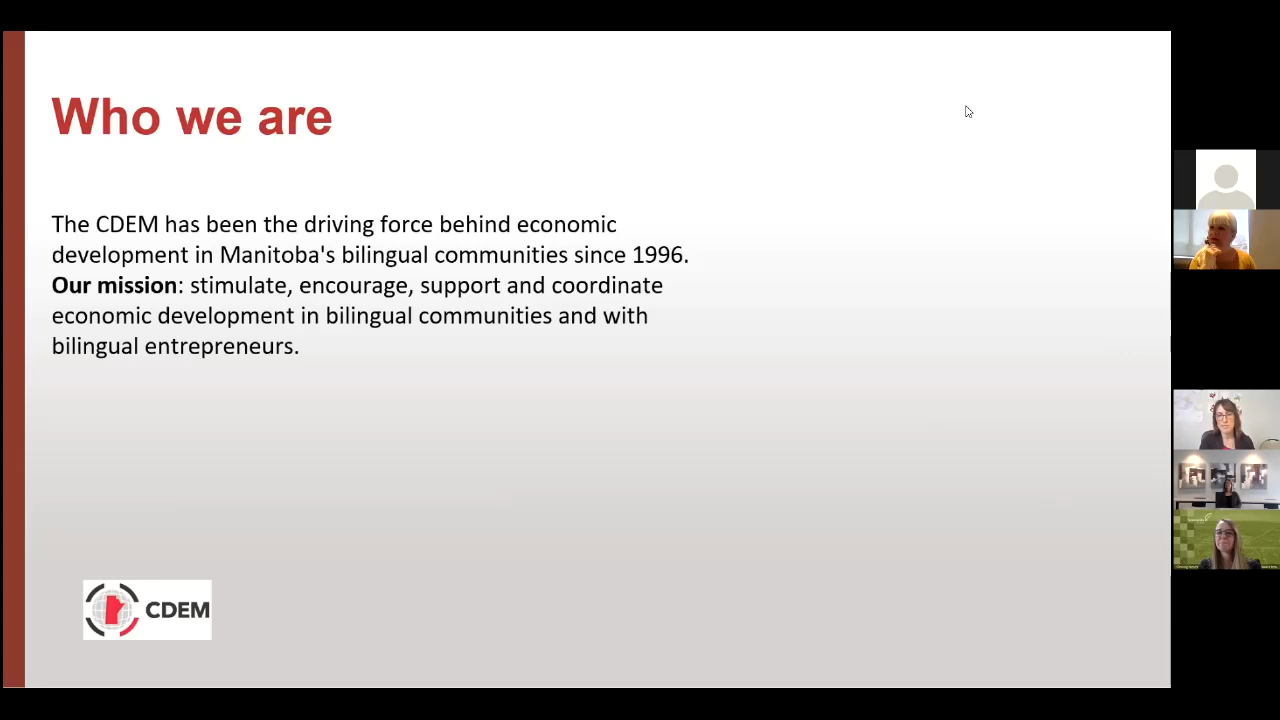 Who we are
The CDEM has been the driving force behind economic
development in Manitoba's bilingual communities since 1996.
Our mission: stimulate, encourage, support and coordinate
economic development in bilingual communities and with
bilingual entrepreneurs.
CDEM